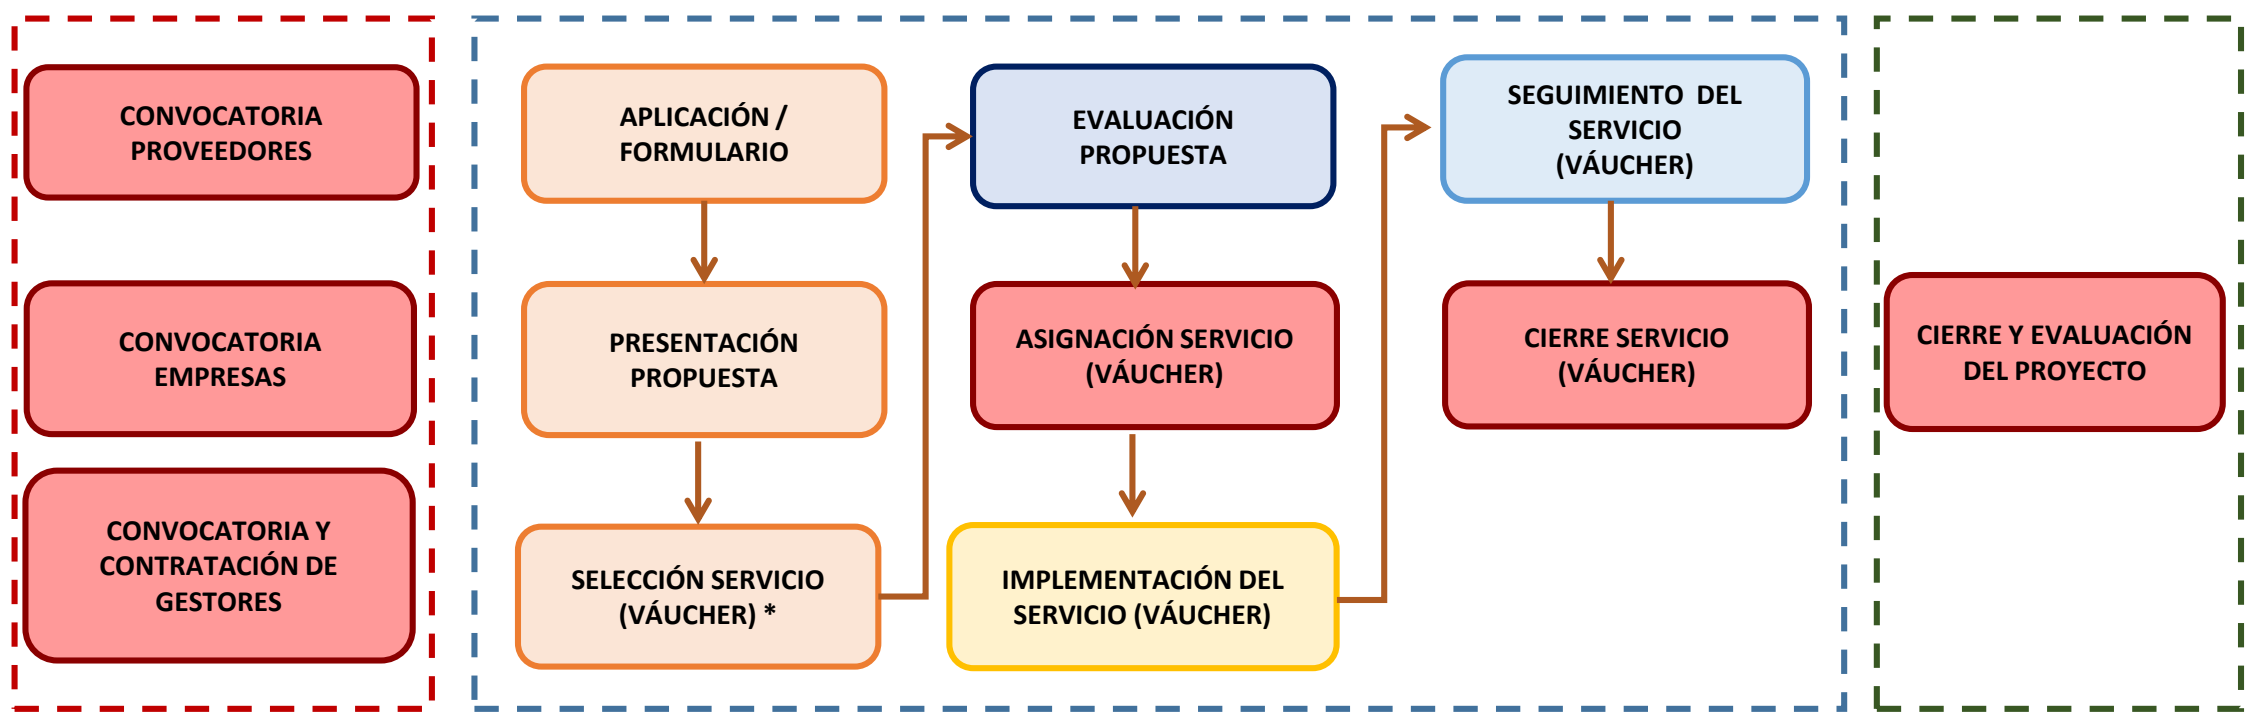 CONVOCATORIA
PROVEEDORES
CONVOCATORIA
EMPRESAS
CONVOCATORIA Y
CONTRATACIÓN DE
GESTORES
APLICACIÓN /
FORMULARIO
PRESENTACIÓN
PROPUESTA
SELECCIÓN SERVICIO
(VÁUCHER) *
EVALUACIÓN
PROPUESTA
ASIGNACIÓN SERVICIO
(VÁUCHER)
IMPLEMENTACIÓN DEL
SERVICIO (VÁUCHER)
SEGUIMIENTO DEL
SERVICIO
(VÁUCHER)
CIERRE SERVICIO
(VÁUCHER)
CIERRE Y EVALUACIÓN
DEL PROYECTO